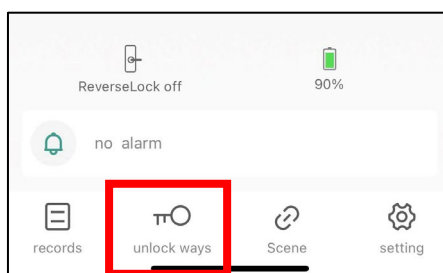 ReverseLock off 90%
no alarm
records unlock ways Scene setting